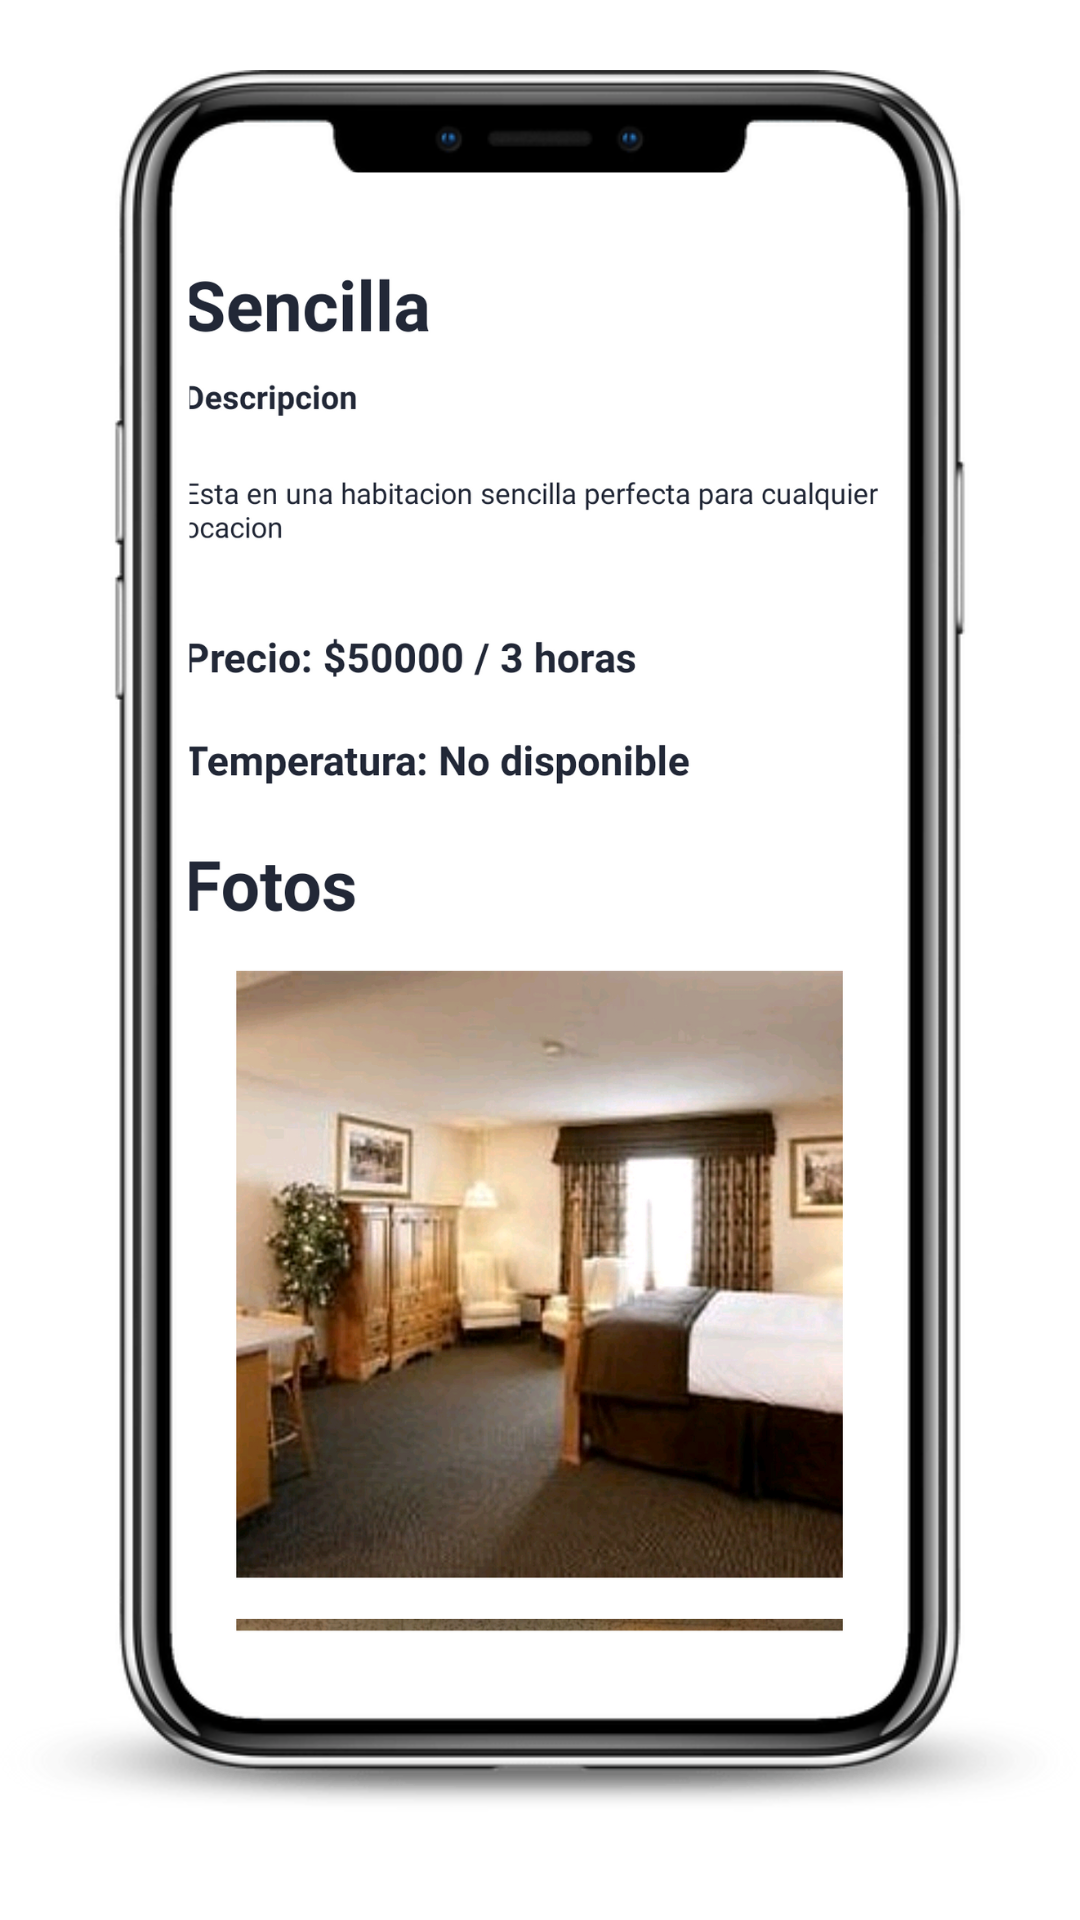 Sencilla
Descripcion
Esta en una habitacion sencilla perfecta para cualquier
ocacion
Precio: $50000 / 3 horas
Temperatura: No disponible
Fotos